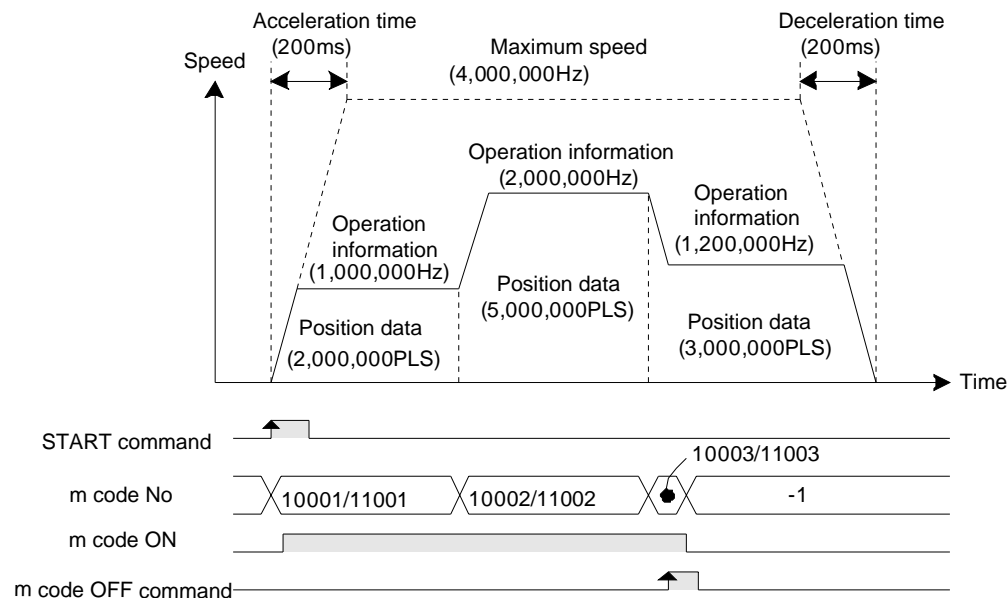 Acceleration time
(200ms)
Deceleration time
(200ms)
Maximum speed
(4,000,000Hz)
Speed
Operation information
(2,000,000Hz)
Operation
information
(1,000,000Hz)
Operation
information
(1,200,000Hz)
Position data
(2,000,000PLS)
Position data
(5,000,000PLS)
Position data
(3,000,000PLS)
Time
START command
10003/11003
m code No
10001/11001
10002/11002
-1
m code ON
m code OFF command